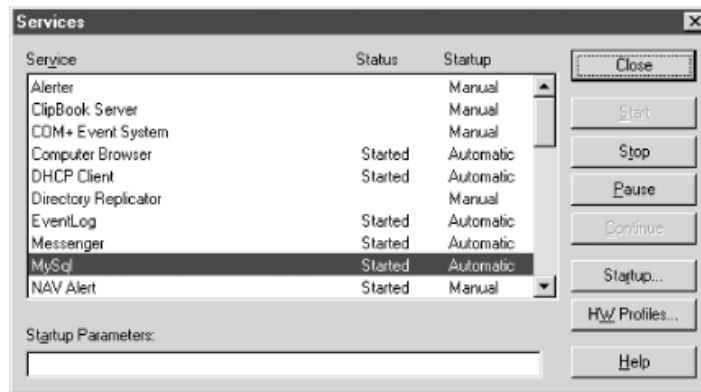 Services
Service Status Startup
Alerter Manual
ClipBook Server Manual
COM+ Event System Manual
Computer Browser Started Automatic
DHCP Client Started Automatic
Directory Replicator Manual
EventLog Started Automatic
Messenger Started Automatic
MySql Started Automatic
NAV Alert Started Manual
Startup Parameters:
Close
Start
Stop
Pause
Continue
Startup...
HW Profiles...
Help